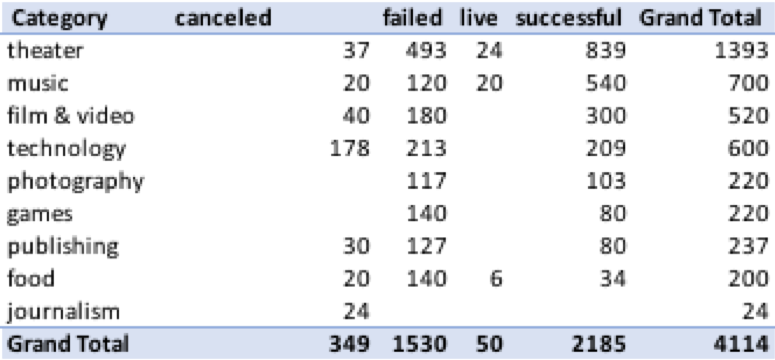 Category canceled failed live successful Grand Total
theater 37 493 24 839 1393
music 20 120 20 540 700
film & video 40 180 300 520
technology 178 213 209 600
photography 117 103 220
games 140 80 220
publishing 30 127 80 237
food 20 140 6 34 200
journalism 24 24
Grand Total 349 1530 50 2185 4114